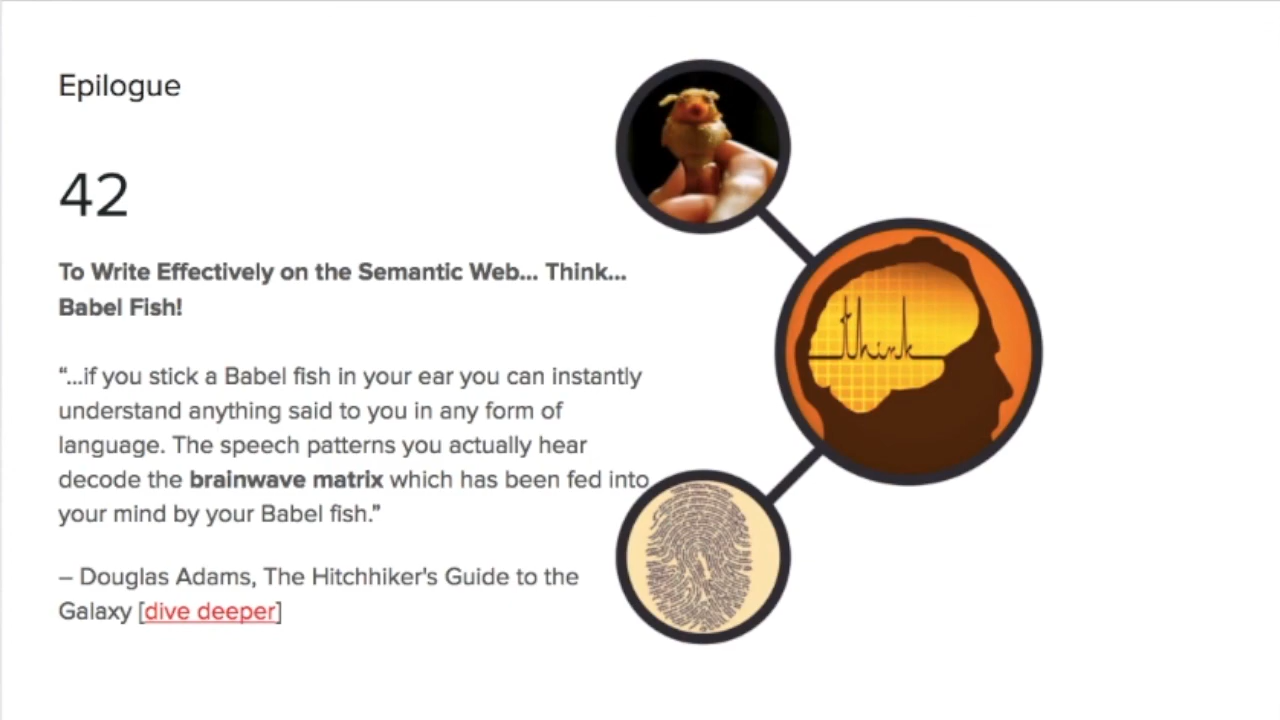 Epilogue
42
To Write Effectively on the Semantic Web... Think...
Babel Fish!
“...if you stick a Babel fish in your ear you can instantly
understand anything said to you in any form of
language. The speech patterns you actually hear
decode the brainwave matrix which has been fed into
your mind by your Babel fish.”
– Douglas Adams, The Hitchhiker's Guide to the
Galaxy [dive deeper]
think